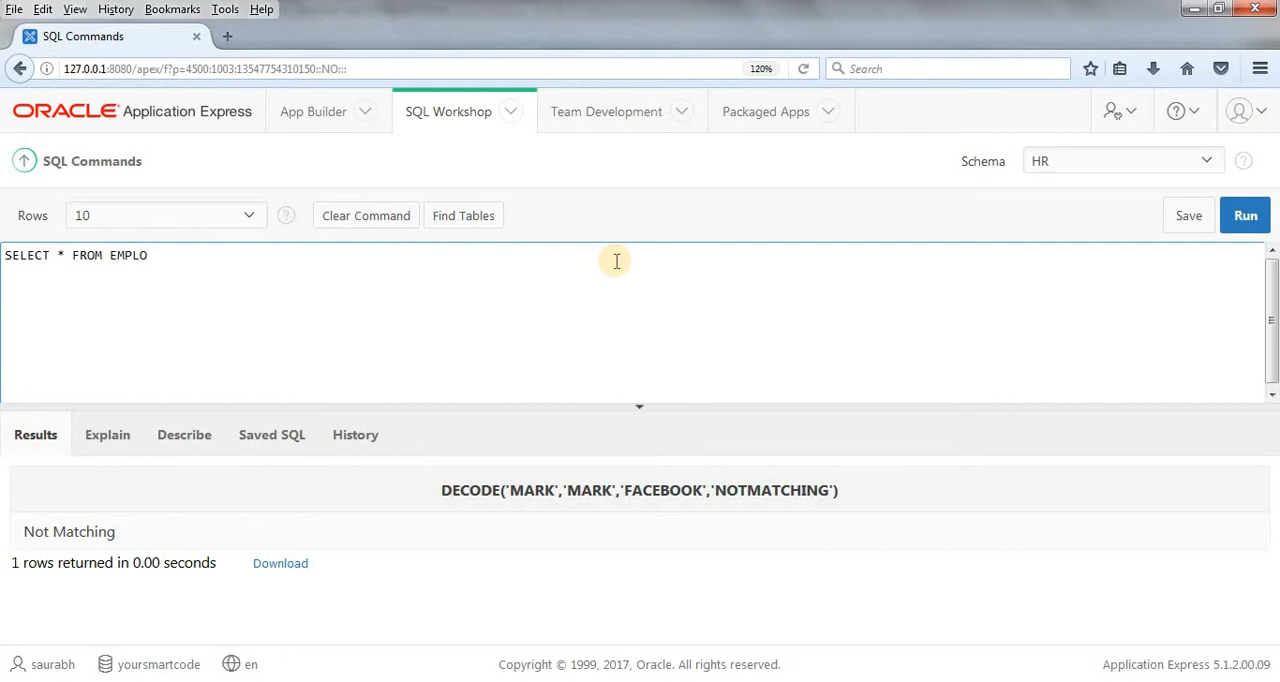 File Edit View History Bookmarks Tools Help
SQL Commands
127.0.0.1:8080/apex/f?p=4500:1003:13547754310150::NO::: 120% Search
ORACLE Application Express App Builder SQL Workshop Team Development Packaged Apps
SQL Commands Schema HR
Rows 10 Clear Command Find Tables Save Run
SELECT * FROM EMPLO
Results Explain Describe Saved SQL History
DECODE('MARK','MARK','FACEBOOK','NOTMATCHING')
Not Matching
1 rows returned in 0.00 seconds Download
saurabh yoursmartcode en Copyright © 1999, 2017, Oracle. All rights reserved. Application Express 5.1.2.00.09